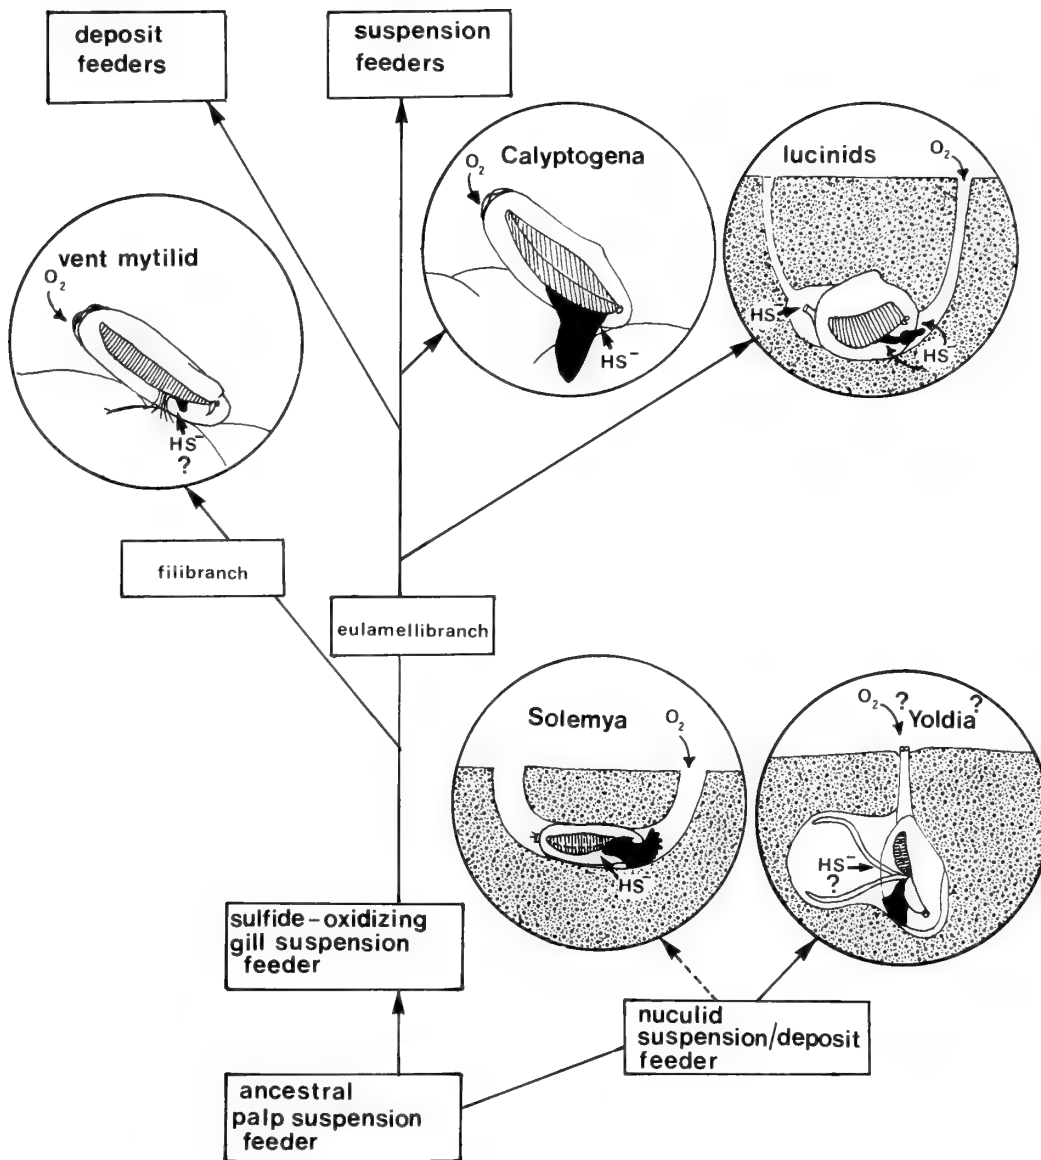 deposit
feeders
suspension
feeders
Calyptogena
O2
HS⁻
lucinids
O2
HS⁻
HS⁻
vent mytilid
O2
HS⁻
?
filibranch
eulamellibranch
Solemya
O2
HS⁻
O2 ?
Yoldia ?
HS⁻
?
sulfide-oxidizing
gill suspension
feeder
nuculid
suspension/deposit
feeder
ancestral
palp suspension
feeder